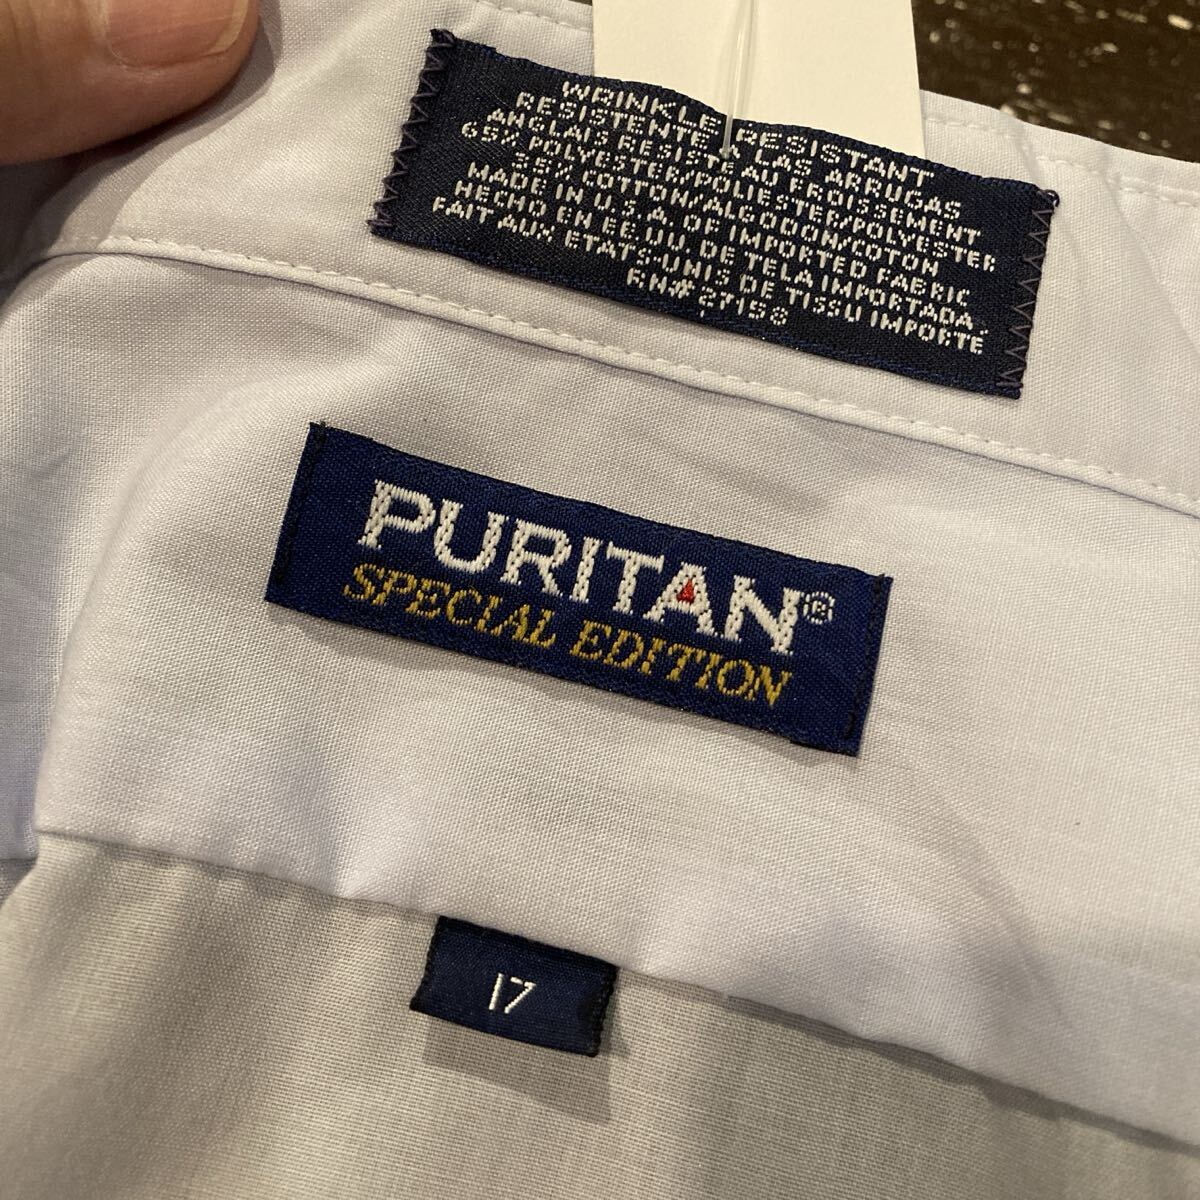 WRINKLE RESISTANT
RESISTENTE A LAS ARRUGAS
ANGLAIS RESISTE AU FROISSEMENT
65% POLYESTER/POLIESTER/POLYESTER
35% COTTON/ALGODON/COTON
MADE IN U.S.A. OF IMPORTED FABRIC
HECHO EN EE.UU. DE TELA IMPORTADA
FAIT AUX ETATS-UNIS DE TISSU IMPORTE
RN# 27158
PURITAN®
SPECIAL EDITION
17